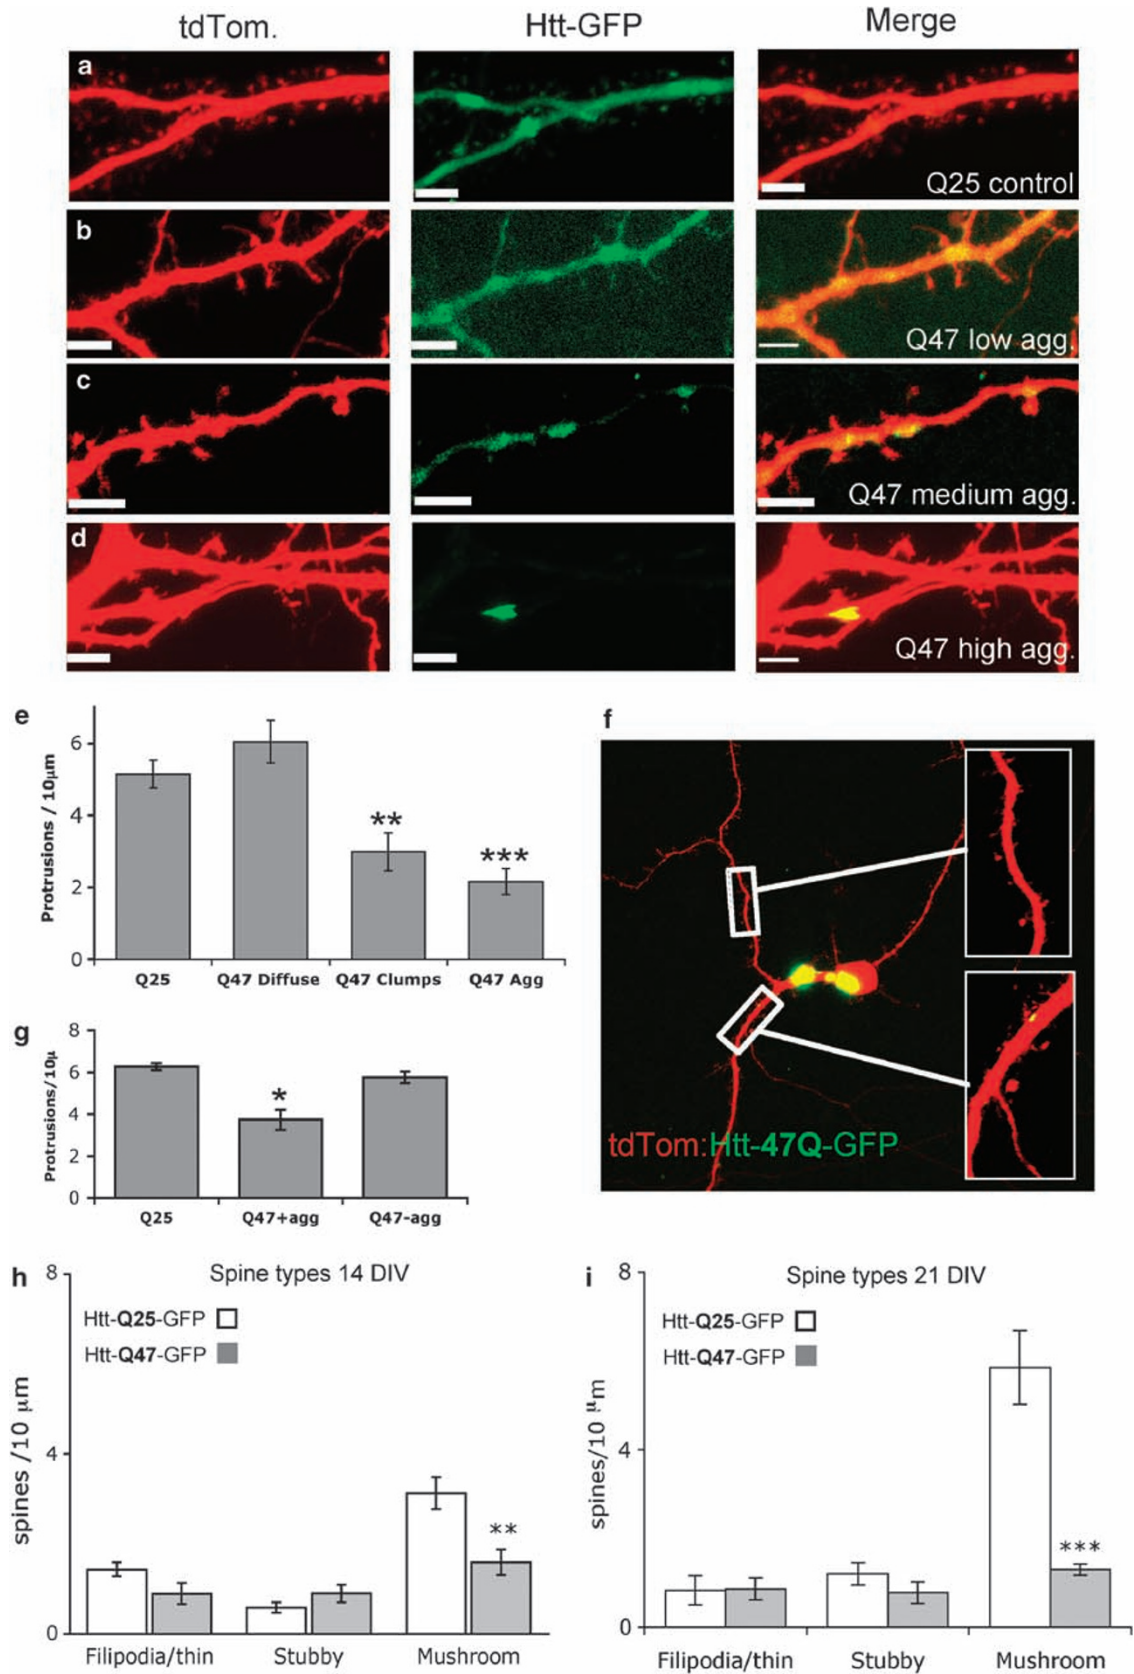 tdTom. Htt-GFP Merge
a
Q25 control
b
Q47 low agg.
c
Q47 medium agg.
d
Q47 high agg.
e
Protrusions / 10µm
6
4
2
0
Q25 Q47 Diffuse Q47 Clumps Q47 Agg
** ***
f
tdTom:Htt-47Q-GFP
g
Protrusions/10µ
8
6
4
2
0
*
Q25 Q47+agg Q47-agg
h
Spine types 14 DIV
Htt-Q25-GFP
Htt-Q47-GFP
spines /10 µm
8
4
0
**
Filipodia/thin Stubby Mushroom
i
Spine types 21 DIV
Htt-Q25-GFP
Htt-Q47-GFP
spines/10 µm
8
4
0
***
Filipodia/thin Stubby Mushroom